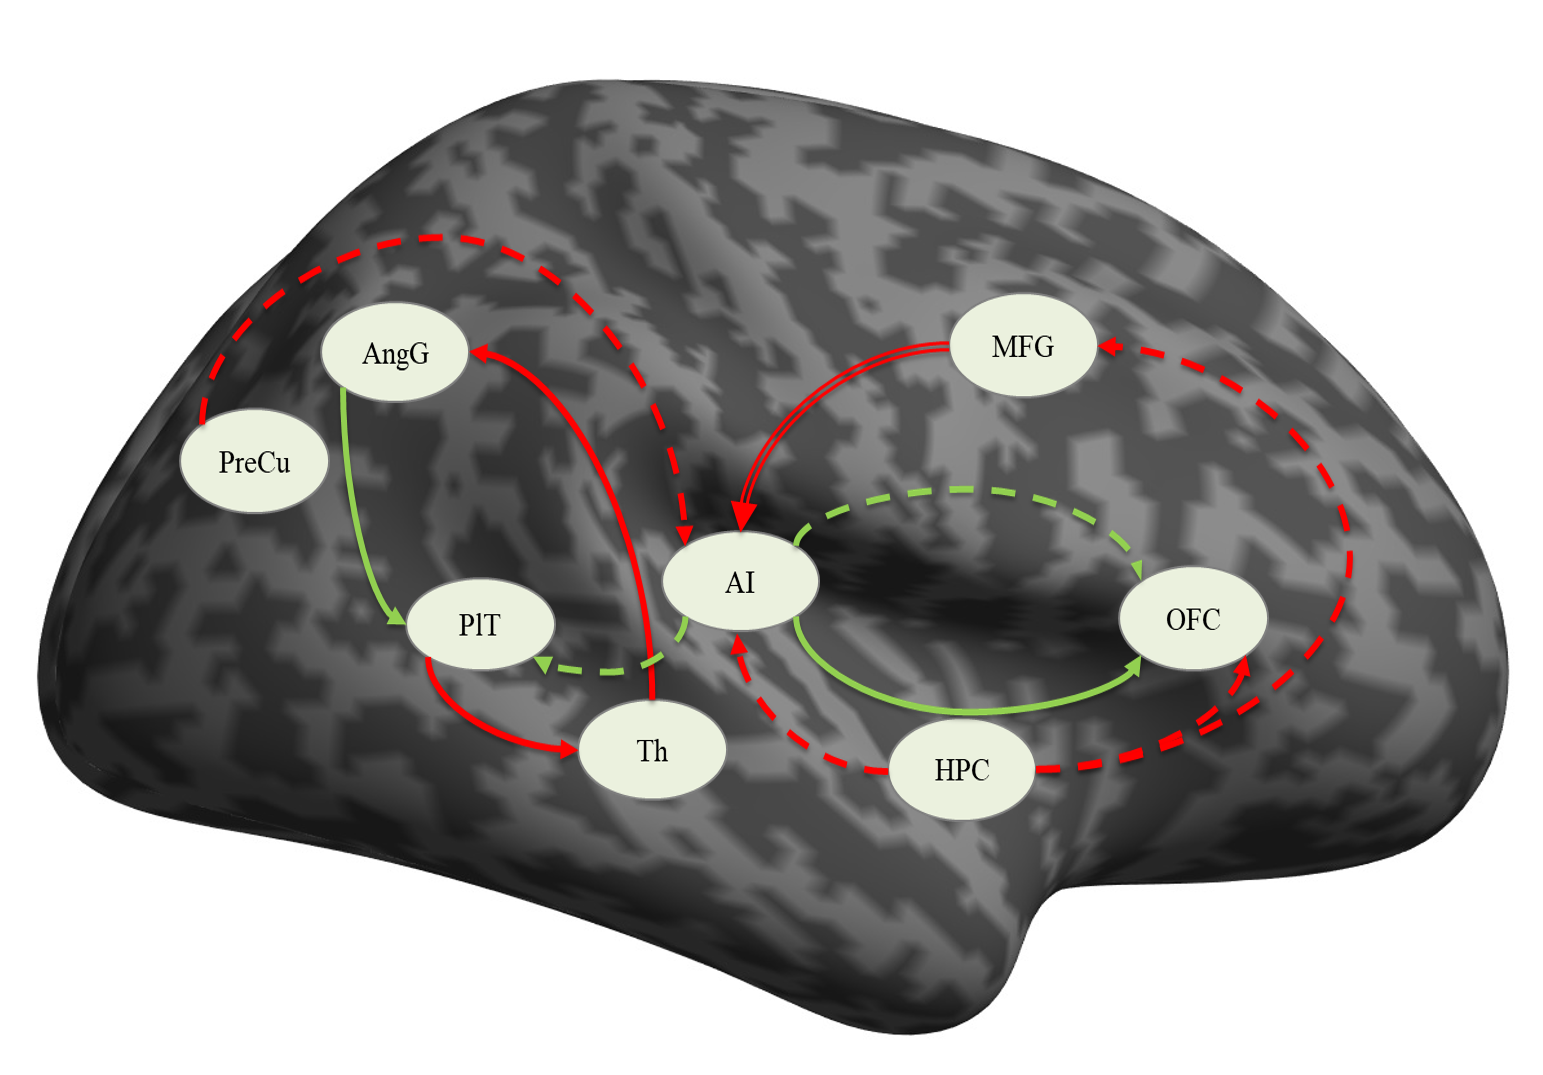 MFG
AngG
PreCu
AI
OFC
PlT
Th
HPC